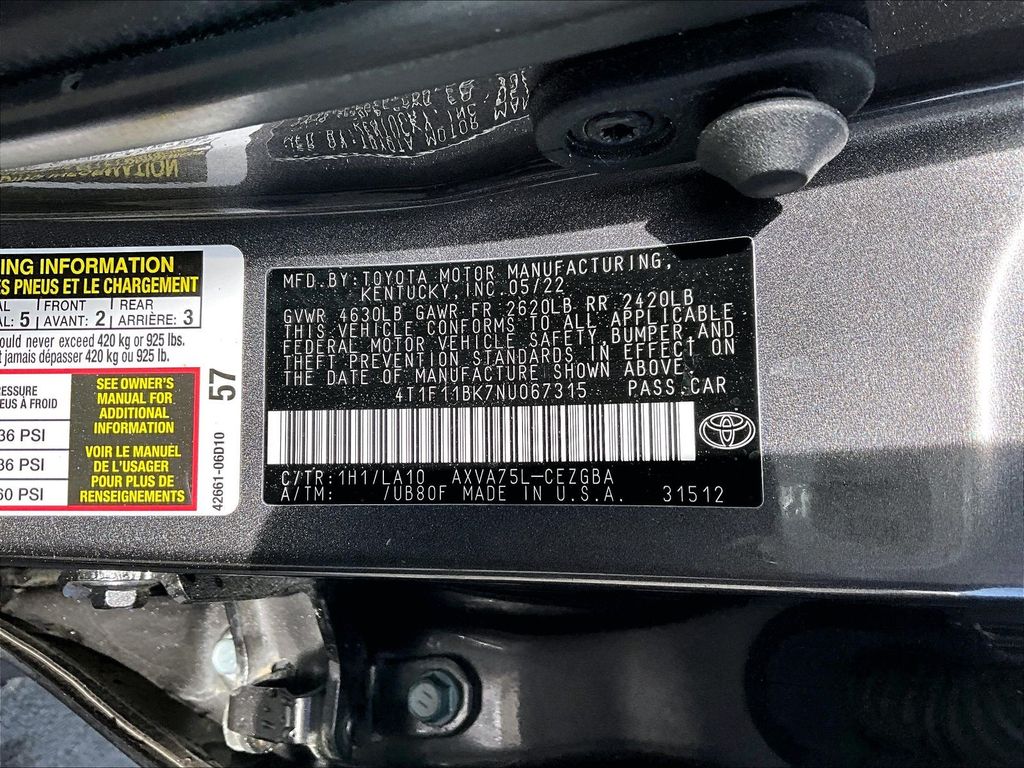 ING INFORMATION
ES PNEUS ET LE CHARGEMENT
FRONT REAR
5 AVANT: 2 ARRIÈRE: 3
never exceed 420 kg or 925 lbs.
jamais dépasser 420 kg ou 925 lb.
À FROID
36 PSI
36 PSI
60 PSI
SEE OWNER'S
MANUAL FOR
ADDITIONAL
INFORMATION
VOIR LE MANUEL
DE L'USAGER
POUR PLUS DE
RENSEIGNEMENTS
57
42661-06D10
MFD.BY:TOYOTA MOTOR MANUFACTURING,
KENTUCKY,INC.05/22
GVWR 4630LB GAWR FR 2620LB RR 2420LB
THIS VEHICLE CONFORMS TO ALL APPLICABLE
FEDERAL MOTOR VEHICLE SAFETY,BUMPER,AND
THEFT PREVENTION STANDARDS IN EFFECT ON
THE DATE OF MANUFACTURE SHOWN ABOVE.
4T1F11BK7NU067315 PASS.CAR
C/TR:1H1/LA10 AXVA75L-CEZGBA
A/TM: /UB80F MADE IN U.S.A. 31512